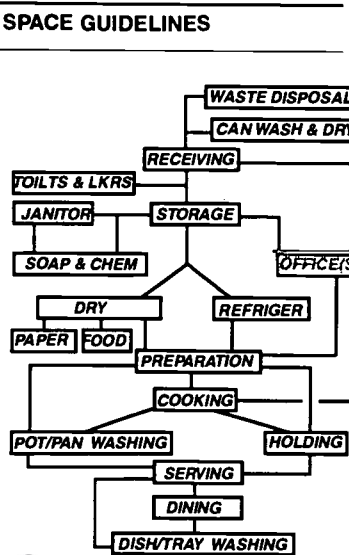 SPACE GUIDELINES
WASTE DISPOSAL
CAN WASH & DRY
RECEIVING
TOILTS & LKRS
JANITOR
STORAGE
SOAP & CHEM
OFFICE(S
DRY
REFRIGER
PAPER
FOOD
PREPARATION
COOKING
POT/PAN WASHING
HOLDING
SERVING
DINING
DISH/TRAY WASHING